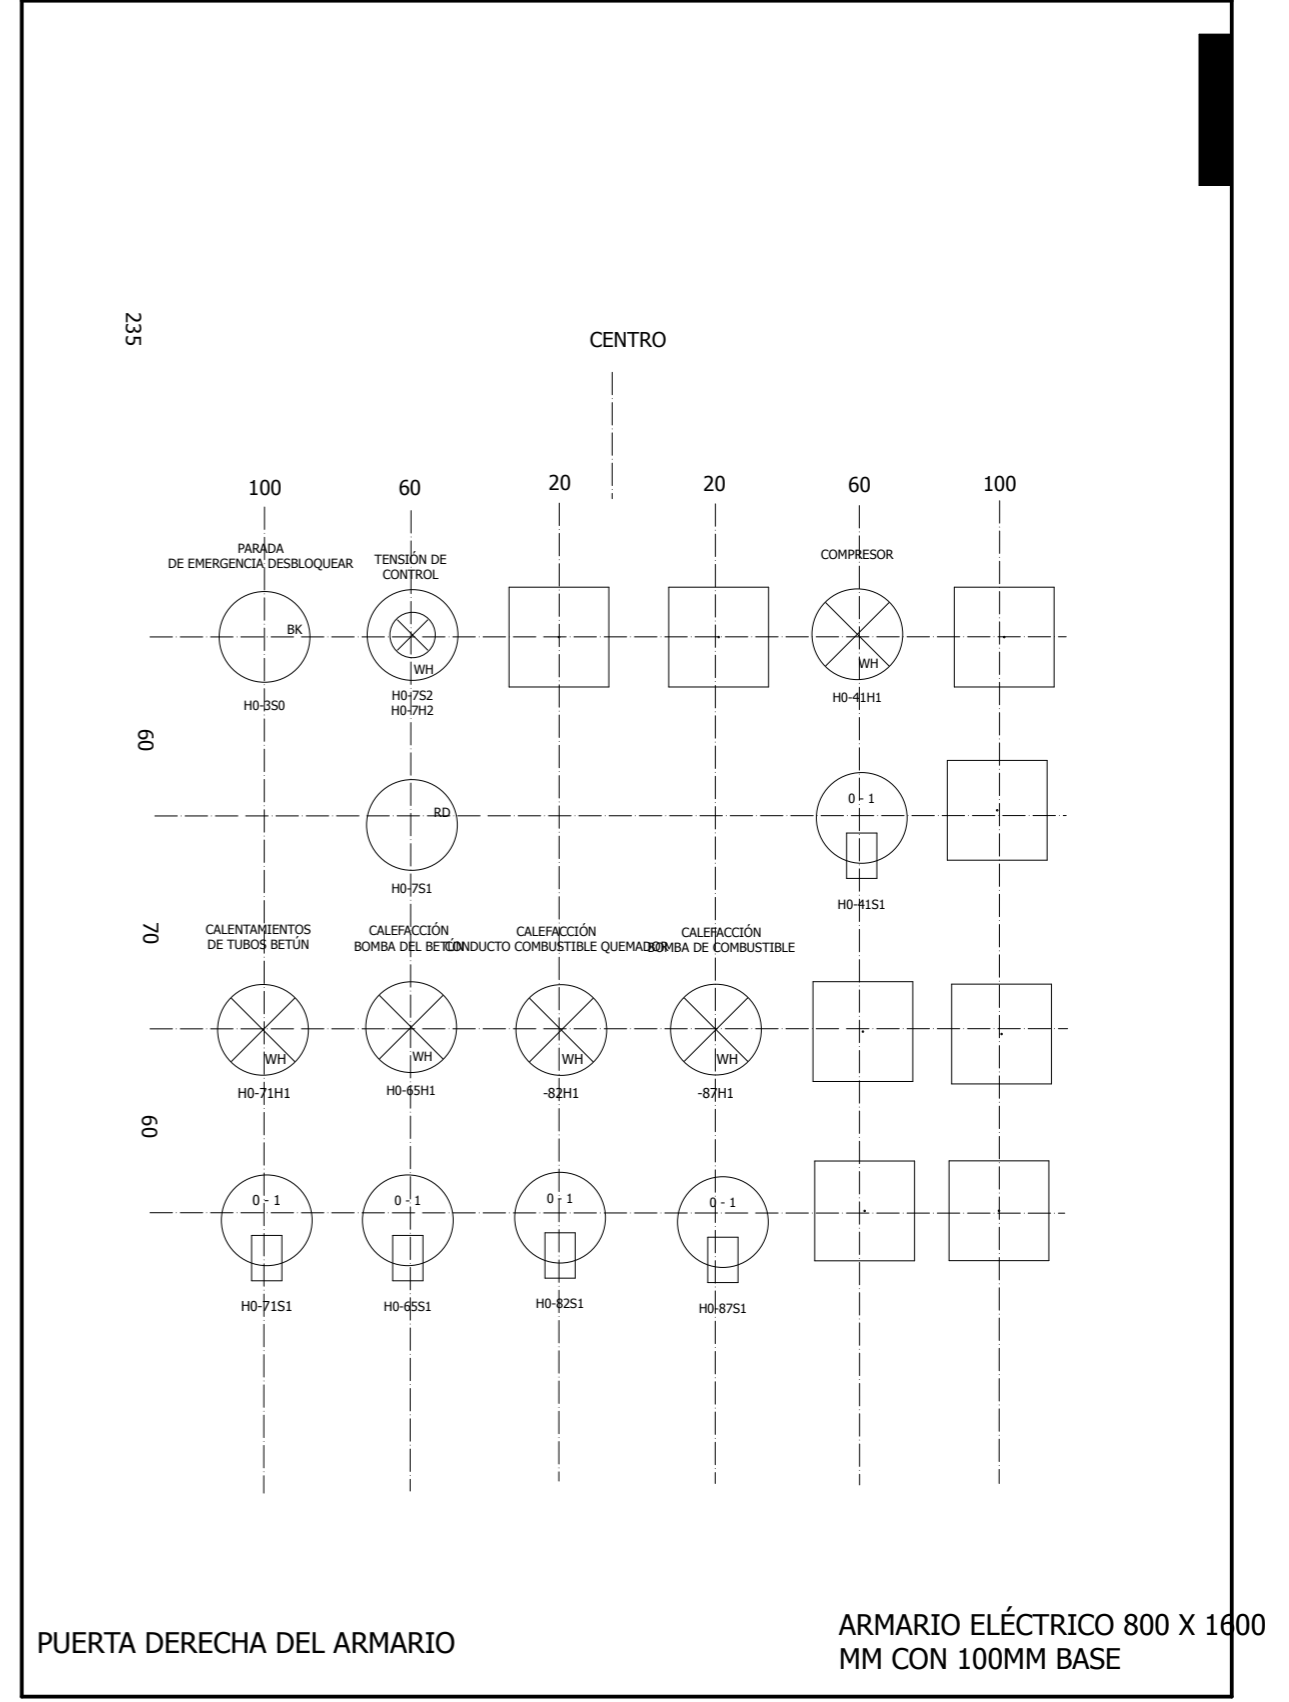 235
CENTRO
100
60
20
20
60
100
PARADA
DE EMERGENCIA DESBLOQUEAR
TENSIÓN DE
CONTROL
COMPRESOR
BK
WH
WH
H0-3S0
H0-7S2
H0-7H2
H0-41H1
60
RD
0 - 1
H0-7S1
H0-41S1
70
CALENTAMIENTOS
DE TUBOS BETÚN
CALEFACCIÓN
BOMBA DEL BETÚN
CALEFACCIÓN
CONDUCTO COMBUSTIBLE QUEMADOR
CALEFACCIÓN
BOMBA DE COMBUSTIBLE
WH
WH
WH
WH
H0-71H1
H0-65H1
-82H1
-87H1
60
0 - 1
0 - 1
0 - 1
0 - 1
H0-71S1
H0-65S1
H0-82S1
H0-87S1
PUERTA DERECHA DEL ARMARIO
ARMARIO ELÉCTRICO 800 X 1600
MM CON 100MM BASE